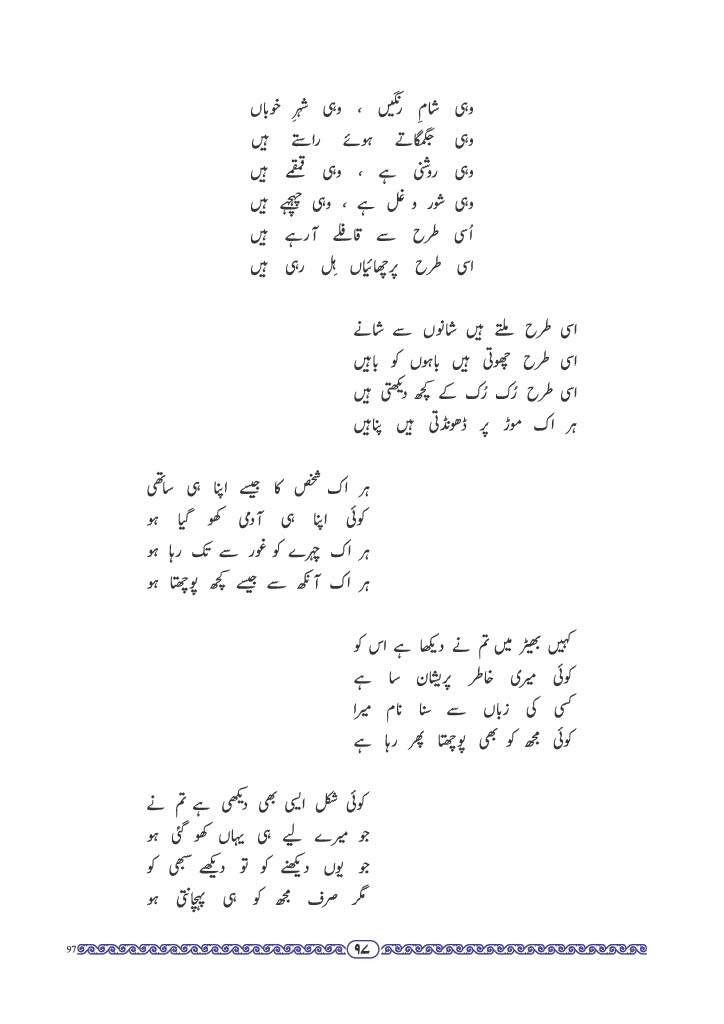 وہی شامِ رنگیں ، وہی شہرِ خوباں
وہی جگمگاتے ہوئے راستے ہیں
وہی روشنی ہے ، وہی قمقمے ہیں
وہی شور و غل ہے ، وہی چہچہے ہیں
اُسی طرح سے قافلے آرہے ہیں
اسی طرح پرچھائیاں ہِل رہی ہیں
اسی طرح ملتے ہیں شانوں سے شانے
اسی طرح چھوتی ہیں باہوں کو باہیں
اسی طرح رُک رُک کے کچھ دیکھتی ہیں
ہر اک موڑ پر ڈھونڈتی ہیں پناہیں
ہر اک شخص کا جیسے اپنا ہی ساتھی
کوئی اپنا ہی آدمی کھو گیا ہو
ہر اک چہرے کو غور سے تک رہا ہو
ہر اک آنکھ سے جیسے کچھ پوچھتا ہو
کہیں بھیڑ میں تم نے دیکھا ہے اس کو
کوئی میری خاطر پریشان سا ہے
کسی کی زباں سے سنا نام میرا
کوئی مجھ کو بھی پوچھتا پھر رہا ہے
کوئی شکل ایسی بھی دیکھی ہے تم نے
جو میرے لیے ہی یہاں کھو گئی ہو
جو یوں دیکھنے کو تو دیکھے سبھی کو
مگر صرف مجھ کو ہی پہچانتی ہو
97
۹۷